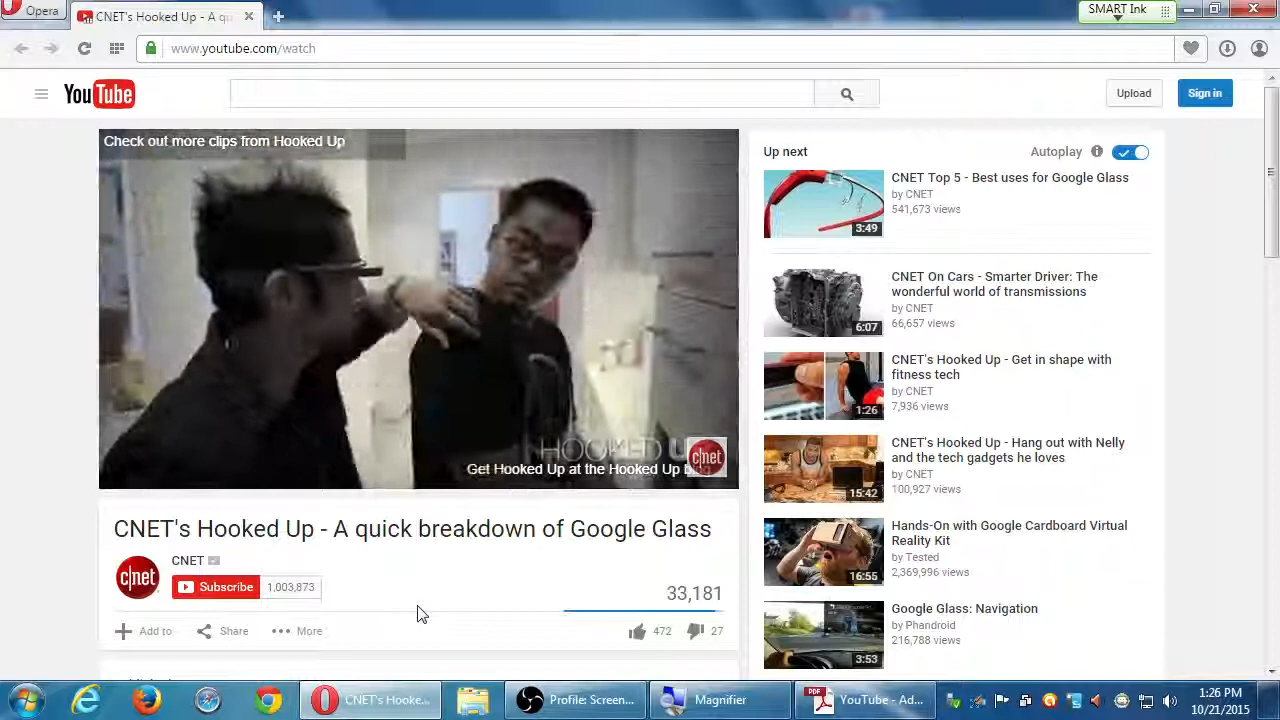 Opera
CNET's Hooked Up - A qu
SMART Ink
www.youtube.com/watch
YouTube
Upload
Sign in
Check out more clips from Hooked Up
HOOKED U
c|net
Get Hooked Up at the Hooked Up
CNET's Hooked Up - A quick breakdown of Google Glass
c|net
CNET
Subscribe
1,003,873
33,181
Add to
Share
More
472
27
Up next
Autoplay
CNET Top 5 - Best uses for Google Glass
by CNET
541,673 views
3:49
CNET On Cars - Smarter Driver: The
wonderful world of transmissions
by CNET
66,657 views
6:07
CNET's Hooked Up - Get in shape with
fitness tech
by CNET
7,936 views
1:26
CNET's Hooked Up - Hang out with Nelly
and the tech gadgets he loves
by CNET
100,927 views
15:42
Hands-On with Google Cardboard Virtual
Reality Kit
by Tested
2,369,996 views
16:55
Google Glass: Navigation
by Phandroid
216,788 views
3:53
CNET's Hooke...
Profile: Screen...
Magnifier
PDF
YouTube - Ad...
1:26 PM
10/21/2015